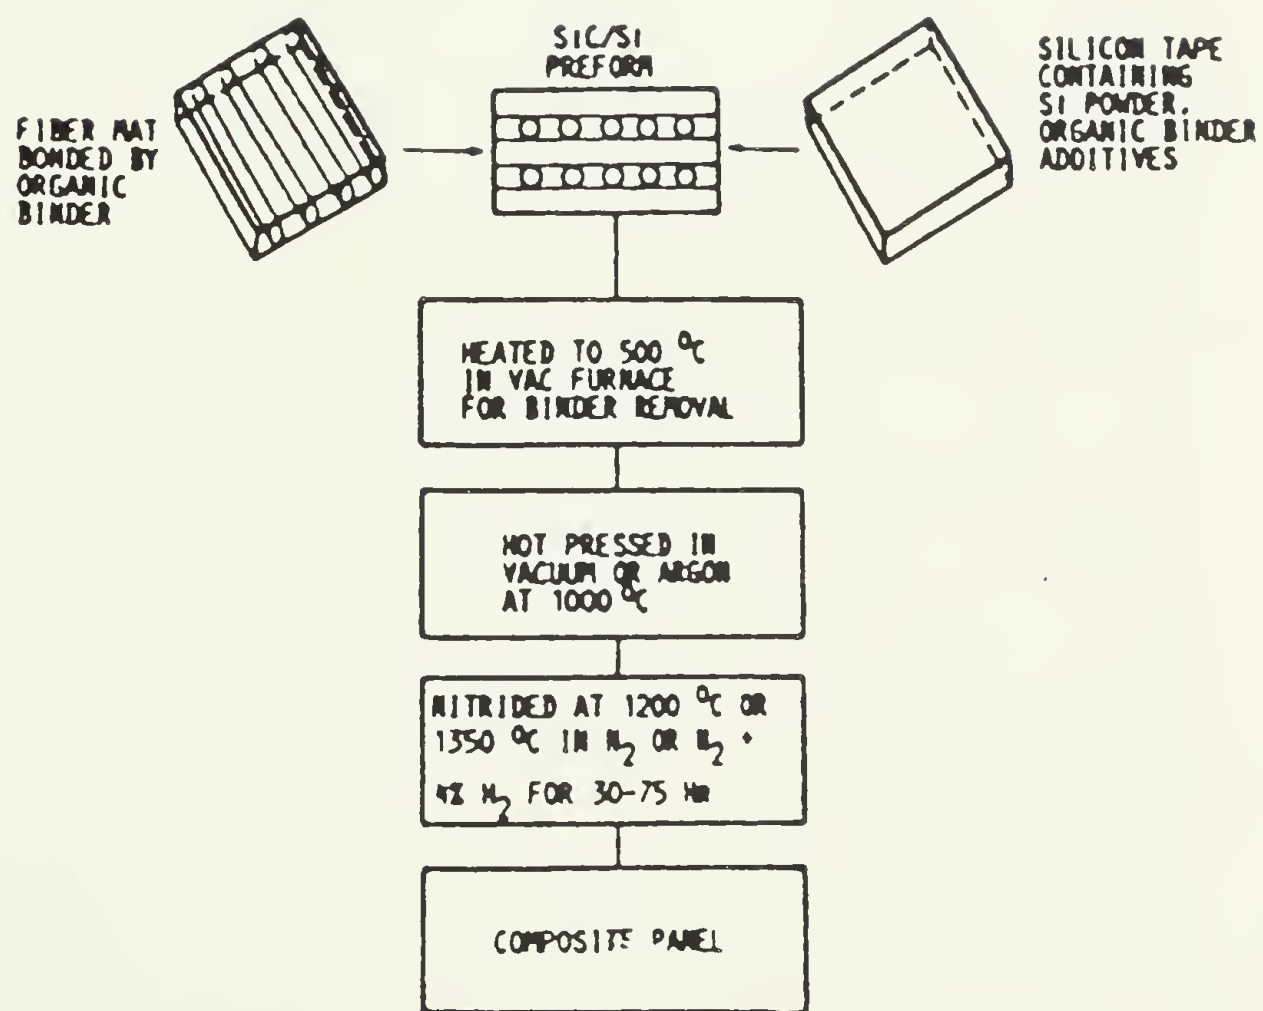 SiC/Si
PREFORM
FIBER MAT
BONDED BY
ORGANIC
BINDER
SILICON TAPE
CONTAINING
Si POWDER,
ORGANIC BINDER
ADDITIVES
HEATED TO 500 °C
IN VAC FURNACE
FOR BINDER REMOVAL
HOT PRESSED IN
VACUUM OR ARGON
AT 1000 °C
NITRIDED AT 1200 °C OR
1350 °C IN N₂ OR N₂ +
4% H₂ FOR 30-75 HR
COMPOSITE PANEL